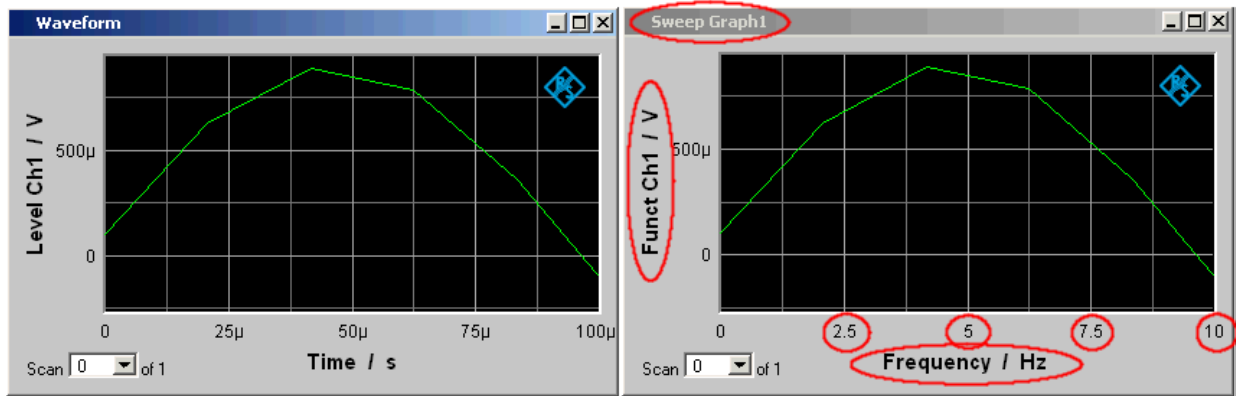 Waveform
Level Ch1 / V
500µ
0
0 25µ 50µ 75µ 100µ
Time / s
Scan 0 of 1
Sweep Graph1
Funct Ch1 / V
500µ
0
0 2.5 5 7.5 10
Frequency / Hz
Scan 0 of 1